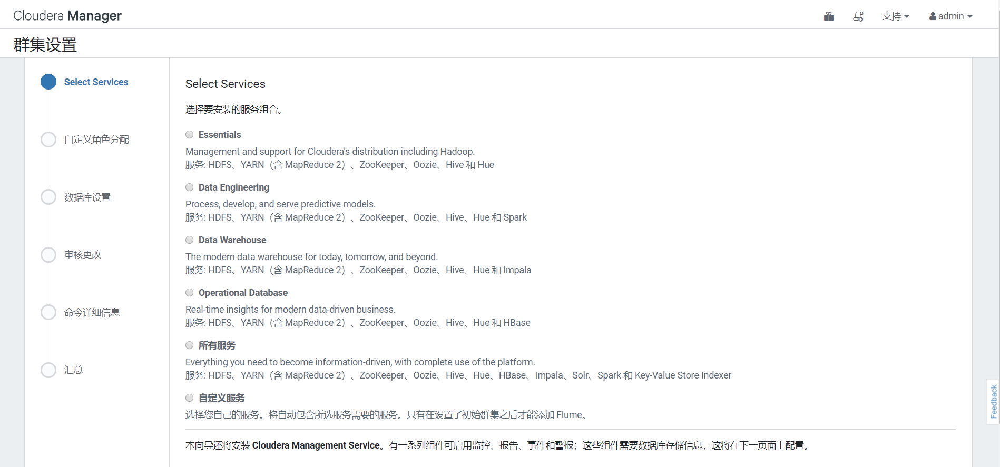 Cloudera Manager
支持
admin
群集设置
Select Services
自定义角色分配
数据库设置
审核更改
命令详细信息
汇总
Select Services
选择要安装的服务组合。
Essentials
Management and support for Cloudera's distribution including Hadoop.
服务: HDFS、YARN（含 MapReduce 2）、ZooKeeper、Oozie、Hive 和 Hue
Data Engineering
Process, develop, and serve predictive models.
服务: HDFS、YARN（含 MapReduce 2）、ZooKeeper、Oozie、Hive、Hue 和 Spark
Data Warehouse
The modern data warehouse for today, tomorrow, and beyond.
服务: HDFS、YARN（含 MapReduce 2）、ZooKeeper、Oozie、Hive、Hue 和 Impala
Operational Database
Real-time insights for modern data-driven business.
服务: HDFS、YARN（含 MapReduce 2）、ZooKeeper、Oozie、Hive、Hue 和 HBase
所有服务
Everything you need to become information-driven, with complete use of the platform.
服务: HDFS、YARN（含 MapReduce 2）、ZooKeeper、Oozie、Hive、Hue、HBase、Impala、Solr、Spark 和 Key-Value Store Indexer
自定义服务
选择您自己的服务。将自动包含所选服务需要的服务。只有在设置了初始群集之后才能添加 Flume。
本向导还将安装 Cloudera Management Service。有一系列组件可启用监控、报告、事件和警报；这些组件需要数据库存储信息，这将在下一页面上配置。
Feedback